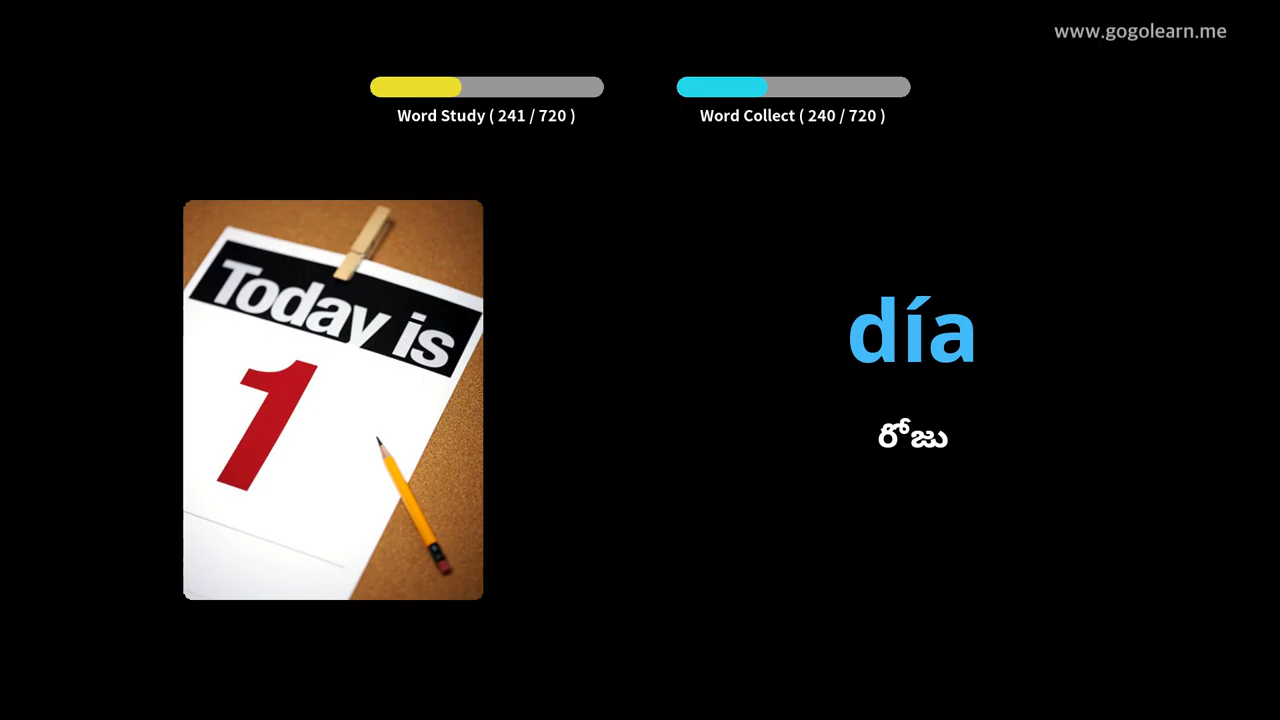 www.gogolearn.me
Word Study ( 241 / 720 )
Word Collect ( 240 / 720 )
Today is
1
día
రోజు